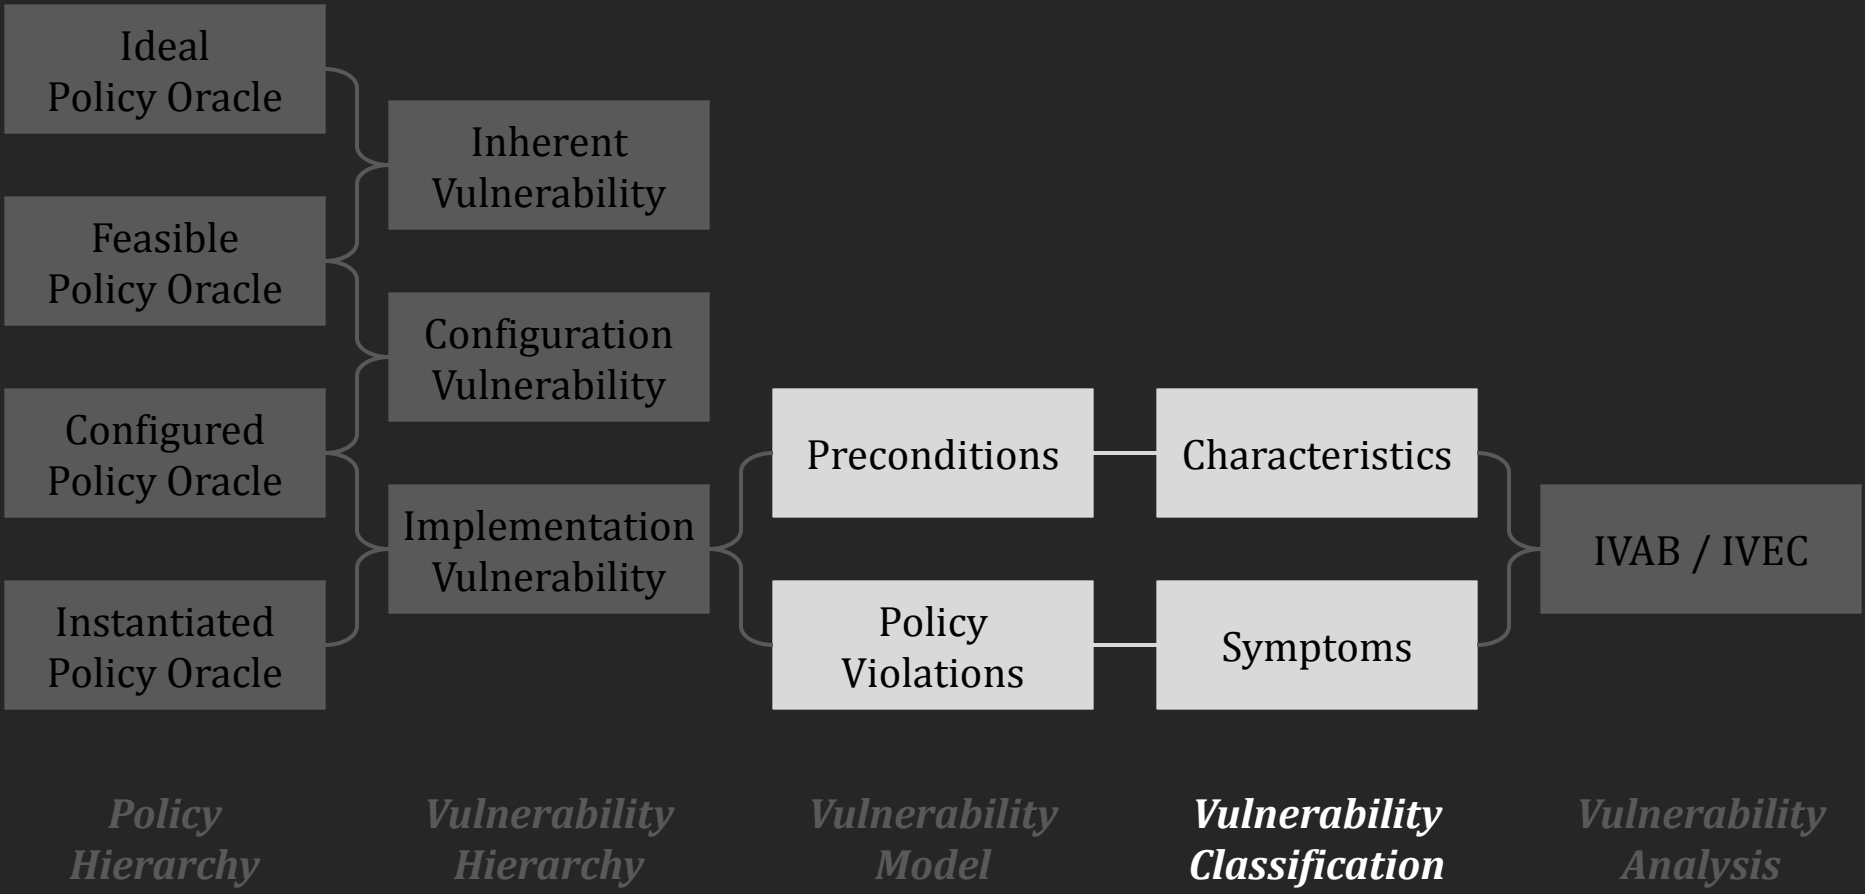 Ideal
Policy Oracle
Feasible
Policy Oracle
Configured
Policy Oracle
Instantiated
Policy Oracle
Inherent
Vulnerability
Configuration
Vulnerability
Implementation
Vulnerability
Preconditions
Policy
Violations
Characteristics
Symptoms
IVAB / IVEC
Policy
Hierarchy
Vulnerability
Hierarchy
Vulnerability
Model
Vulnerability
Classification
Vulnerability
Analysis